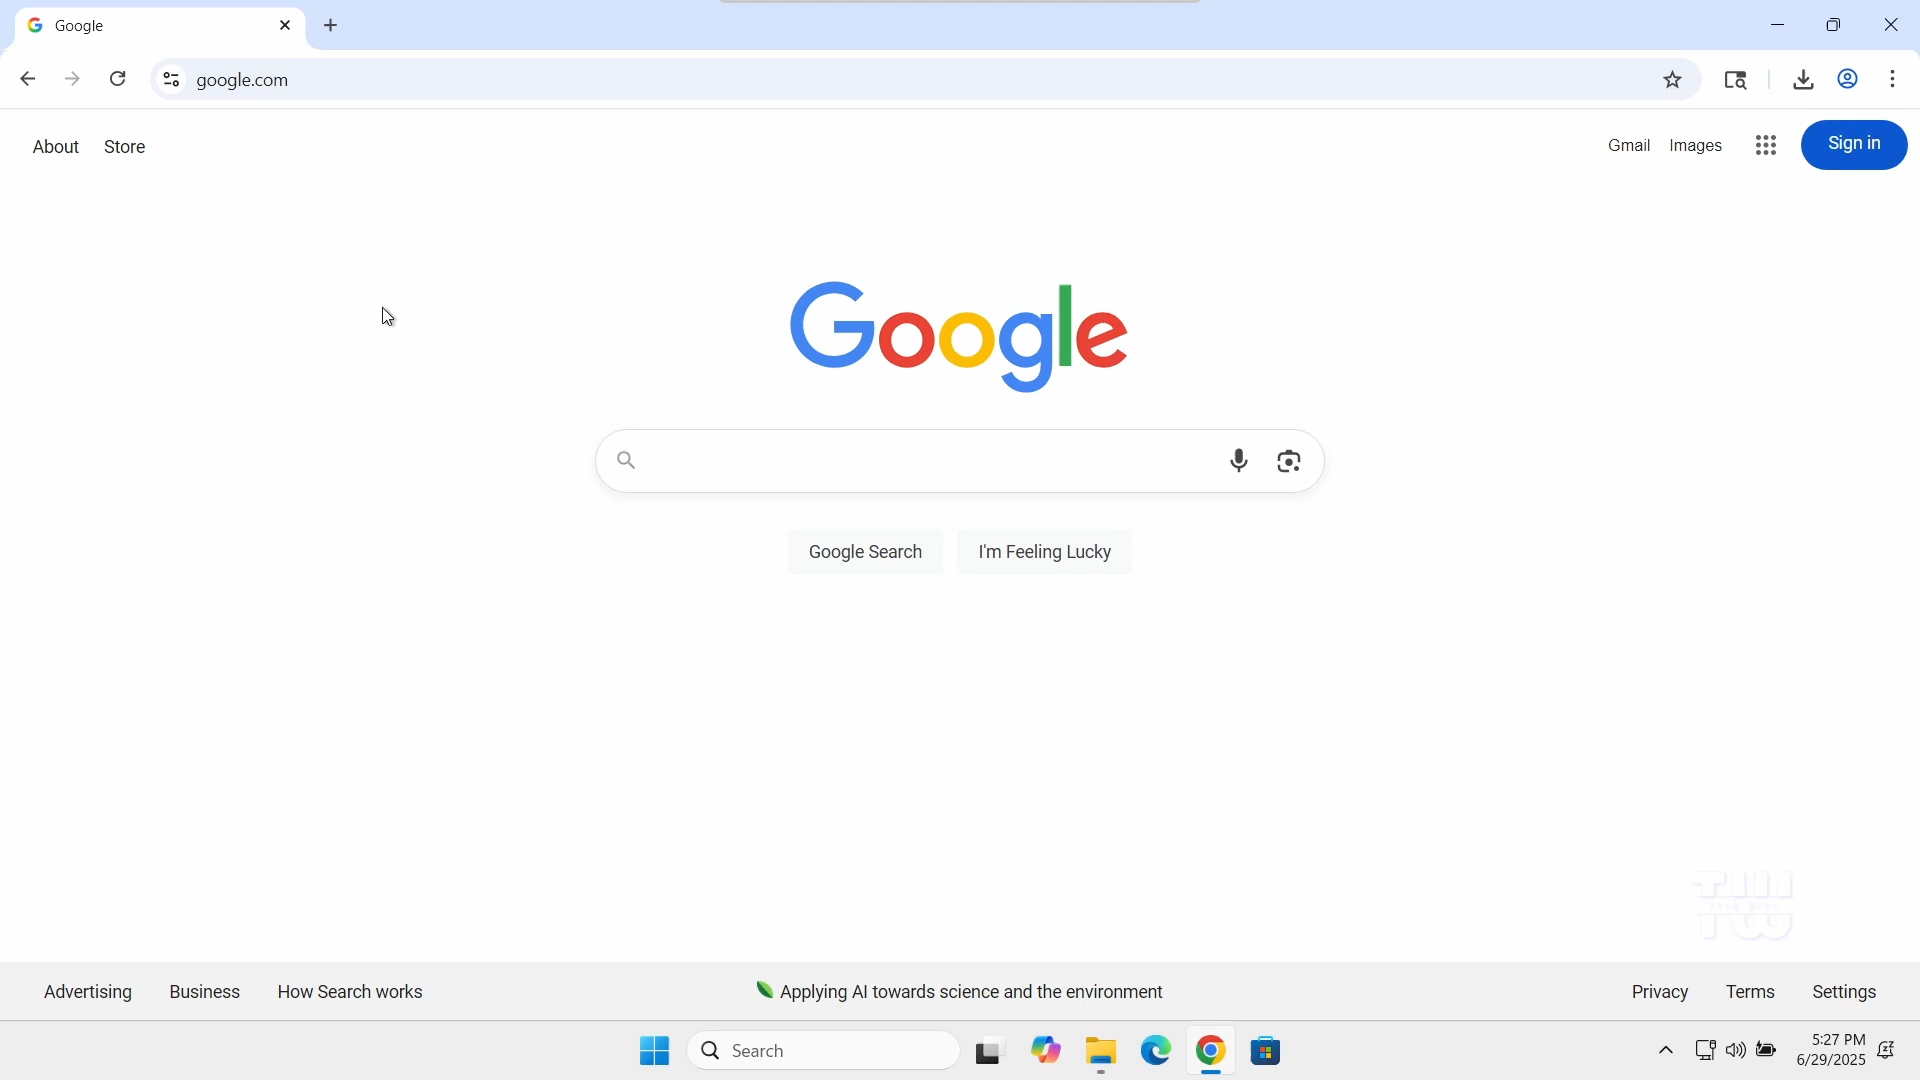 Google
google.com
About Store
Gmail Images Sign in
Google
Google Search I'm Feeling Lucky
Advertising Business How Search works Applying AI towards science and the environment Privacy Terms Settings
Search
5:27 PM
6/29/2025